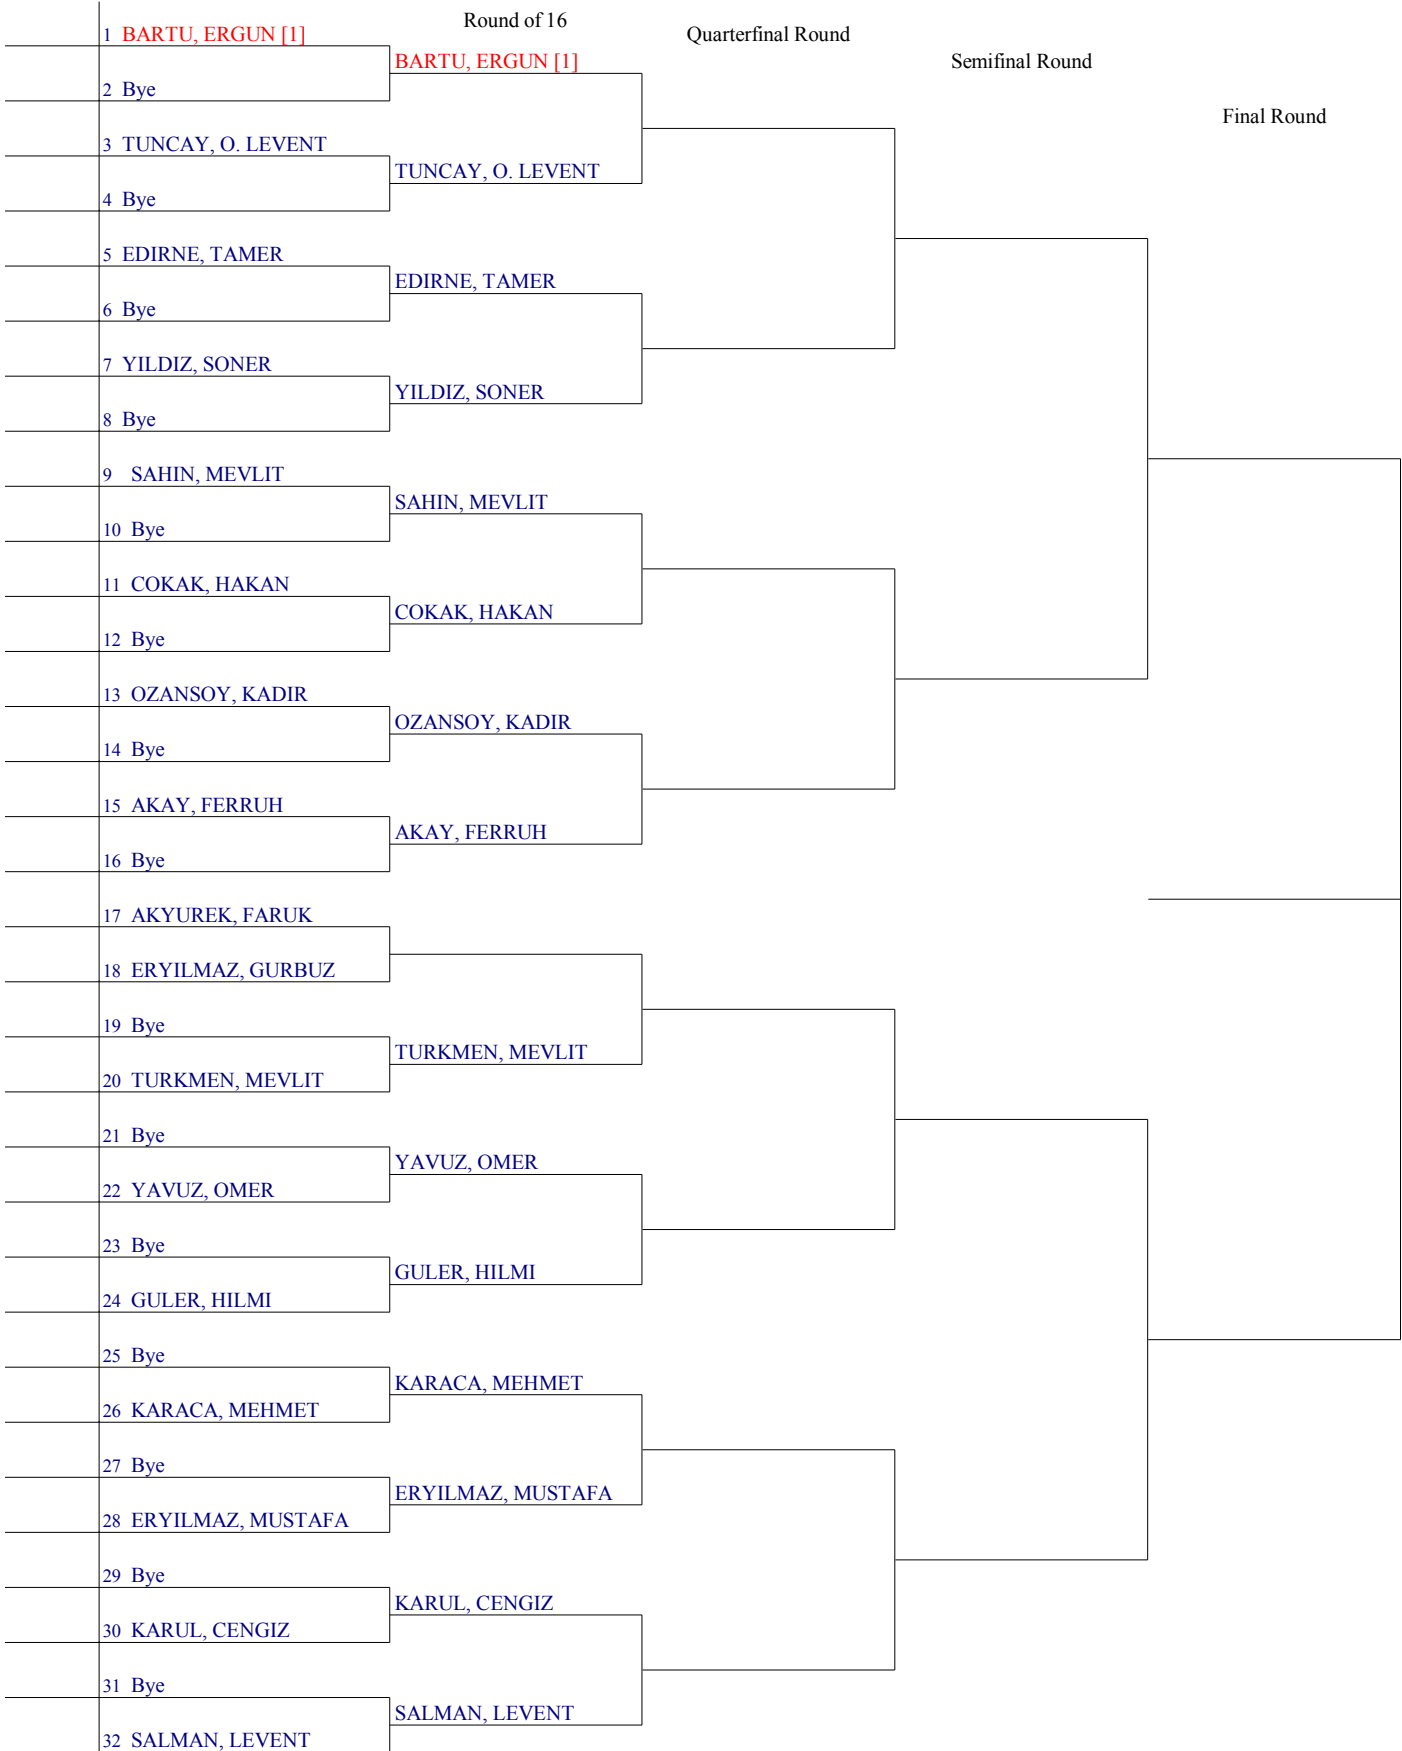 Round of 16
Quarterfinal Round
Semifinal Round
Final Round
1 BARTU, ERGUN [1]
BARTU, ERGUN [1]
2 Bye
3 TUNCAY, O. LEVENT
TUNCAY, O. LEVENT
4 Bye
5 EDIRNE, TAMER
EDIRNE, TAMER
6 Bye
7 YILDIZ, SONER
YILDIZ, SONER
8 Bye
9 SAHIN, MEVLIT
SAHIN, MEVLIT
10 Bye
11 COKAK, HAKAN
COKAK, HAKAN
12 Bye
13 OZANSOY, KADIR
OZANSOY, KADIR
14 Bye
15 AKAY, FERRUH
AKAY, FERRUH
16 Bye
17 AKYUREK, FARUK
18 ERYILMAZ, GURBUZ
19 Bye
TURKMEN, MEVLIT
20 TURKMEN, MEVLIT
21 Bye
YAVUZ, OMER
22 YAVUZ, OMER
23 Bye
GULER, HILMI
24 GULER, HILMI
25 Bye
KARACA, MEHMET
26 KARACA, MEHMET
27 Bye
ERYILMAZ, MUSTAFA
28 ERYILMAZ, MUSTAFA
29 Bye
KARUL, CENGIZ
30 KARUL, CENGIZ
31 Bye
SALMAN, LEVENT
32 SALMAN, LEVENT